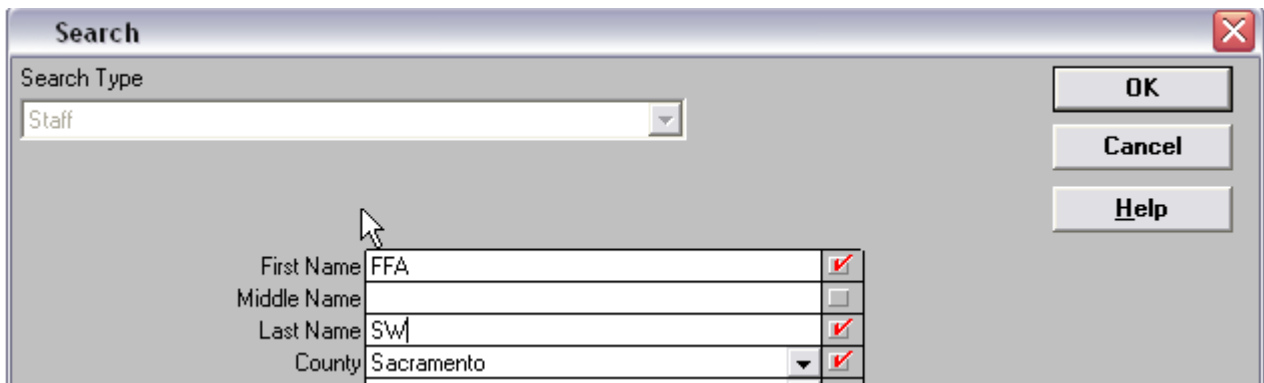 Search
Search Type
Staff
OK
Cancel
Help
First Name FFA
Middle Name
Last Name SW
County Sacramento